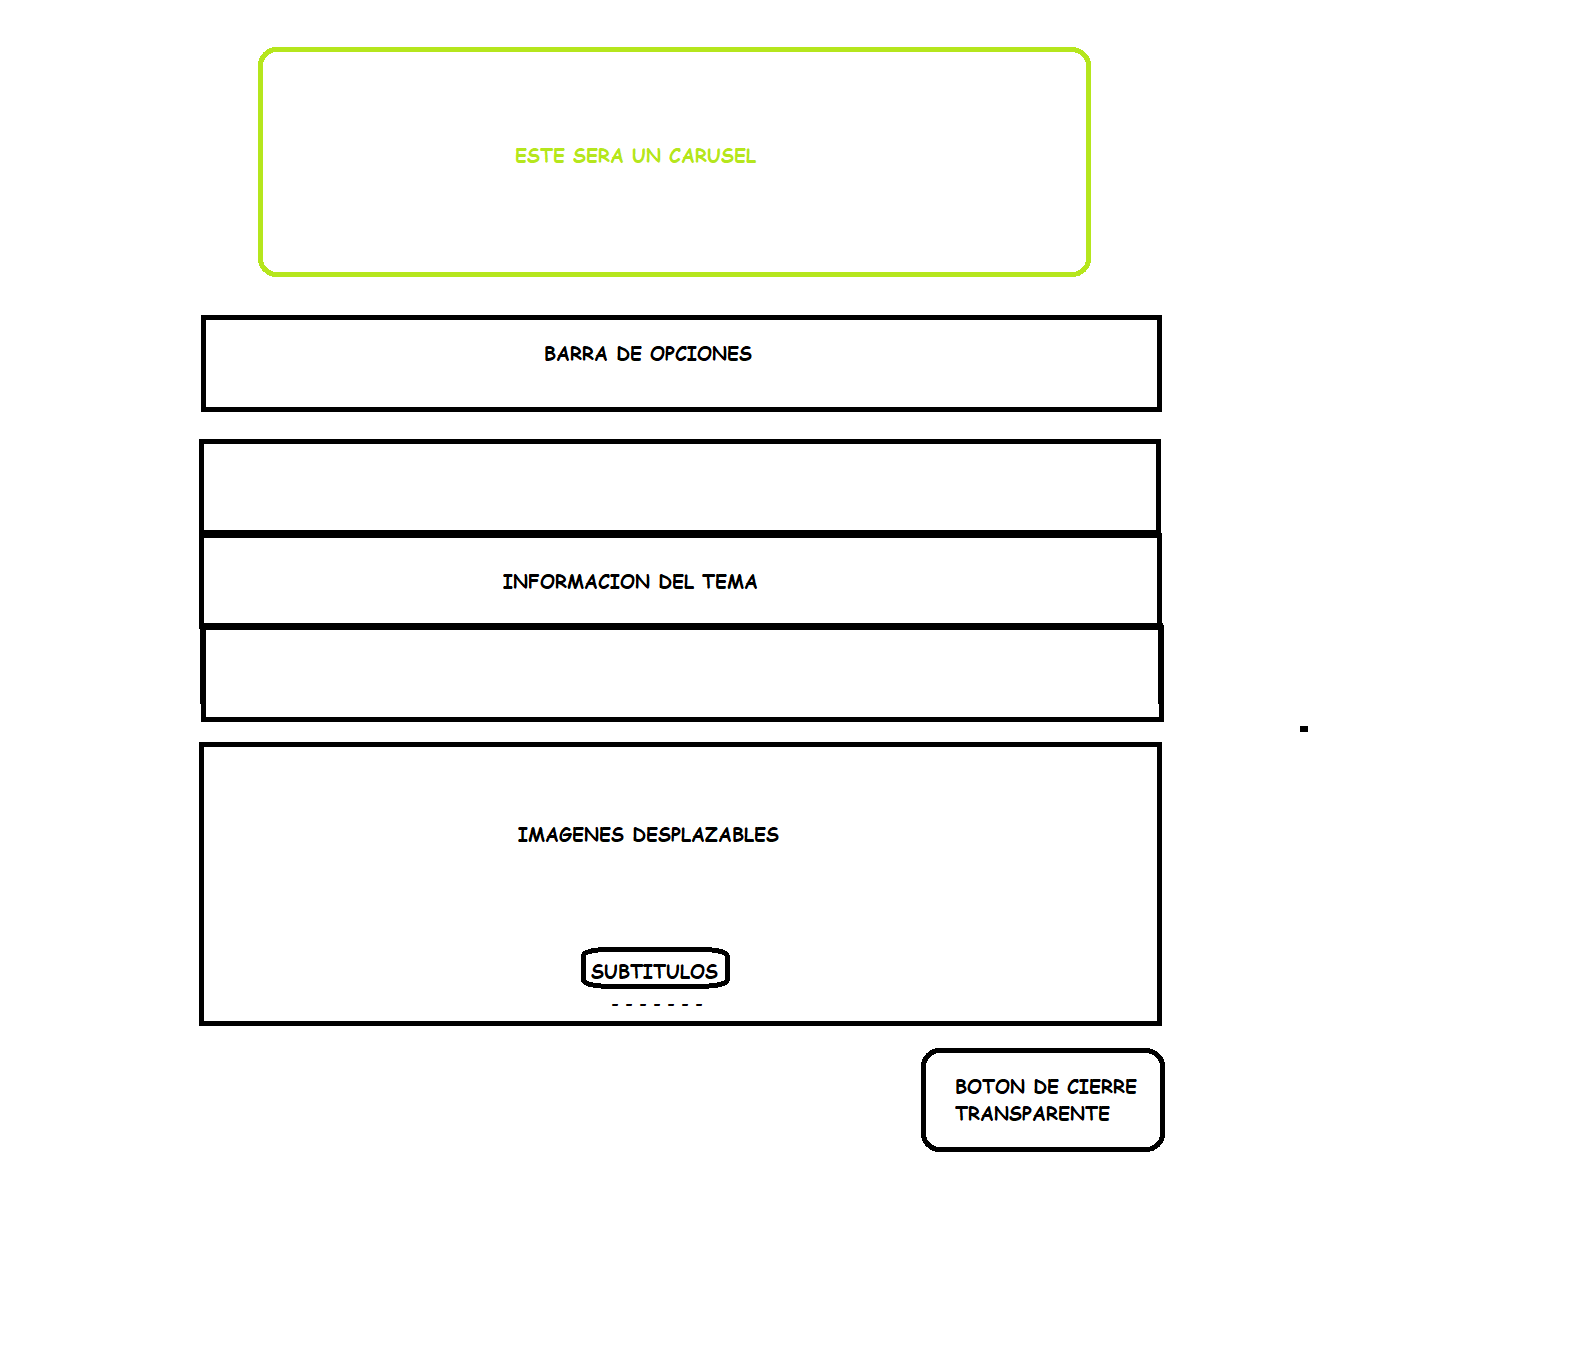 ESTE SERA UN CARUSEL
BARRA DE OPCIONES
INFORMACION DEL TEMA
IMAGENES DESPLAZABLES
SUBTITULOS
- - - - - - -
BOTON DE CIERRE
TRANSPARENTE